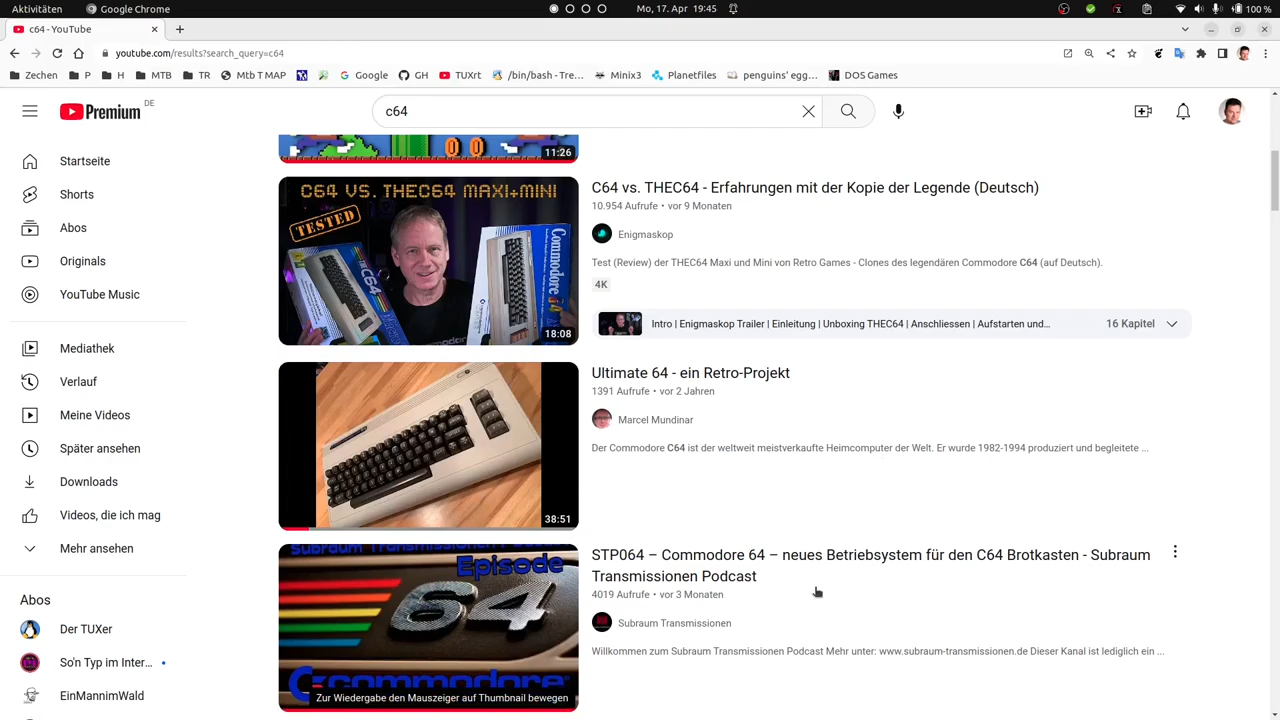 Aktivitäten
Google Chrome
Mo, 17. Apr 19:45
100 %
c64 - YouTube
youtube.com/results?search_query=c64
Zechen
P
H
MTB
TR
Mtb T MAP
Google
GH
TUXrt
/bin/bash - Tre…
Minix3
Planetfiles
penguins' egg…
DOS Games
Premium
DE
c64
Startseite
Shorts
Abos
Originals
YouTube Music
Mediathek
Verlauf
Meine Videos
Später ansehen
Downloads
Videos, die ich mag
Mehr ansehen
Abos
Der TUXer
So'n Typ im Inter…
EinMannimWald
11:26
C64 VS. THEC64 MAXI+MINI
TESTED
C64
Commodore
18:08
C64 vs. THEC64 - Erfahrungen mit der Kopie der Legende (Deutsch)
10.954 Aufrufe • vor 9 Monaten
Enigmaskop
Test (Review) der THEC64 Maxi und Mini von Retro Games - Clones des legendären Commodore C64 (auf Deutsch).
4K
Intro | Enigmaskop Trailer | Einleitung | Unboxing THEC64 | Anschliessen | Aufstarten und…
16 Kapitel
38:51
Ultimate 64 - ein Retro-Projekt
1391 Aufrufe • vor 2 Jahren
Marcel Mundinar
Der Commodore C64 ist der weltweit meistverkaufte Heimcomputer der Welt. Er wurde 1982-1994 produziert und begleitete ...
Subraum Transmissionen Podcast
Episode
64
commodore
Zur Wiedergabe den Mauszeiger auf Thumbnail bewegen
STP064 – Commodore 64 – neues Betriebsystem für den C64 Brotkasten - Subraum
Transmissionen Podcast
4019 Aufrufe • vor 3 Monaten
Subraum Transmissionen
Willkommen zum Subraum Transmissionen Podcast Mehr unter: www.subraum-transmissionen.de Dieser Kanal ist lediglich ein ...